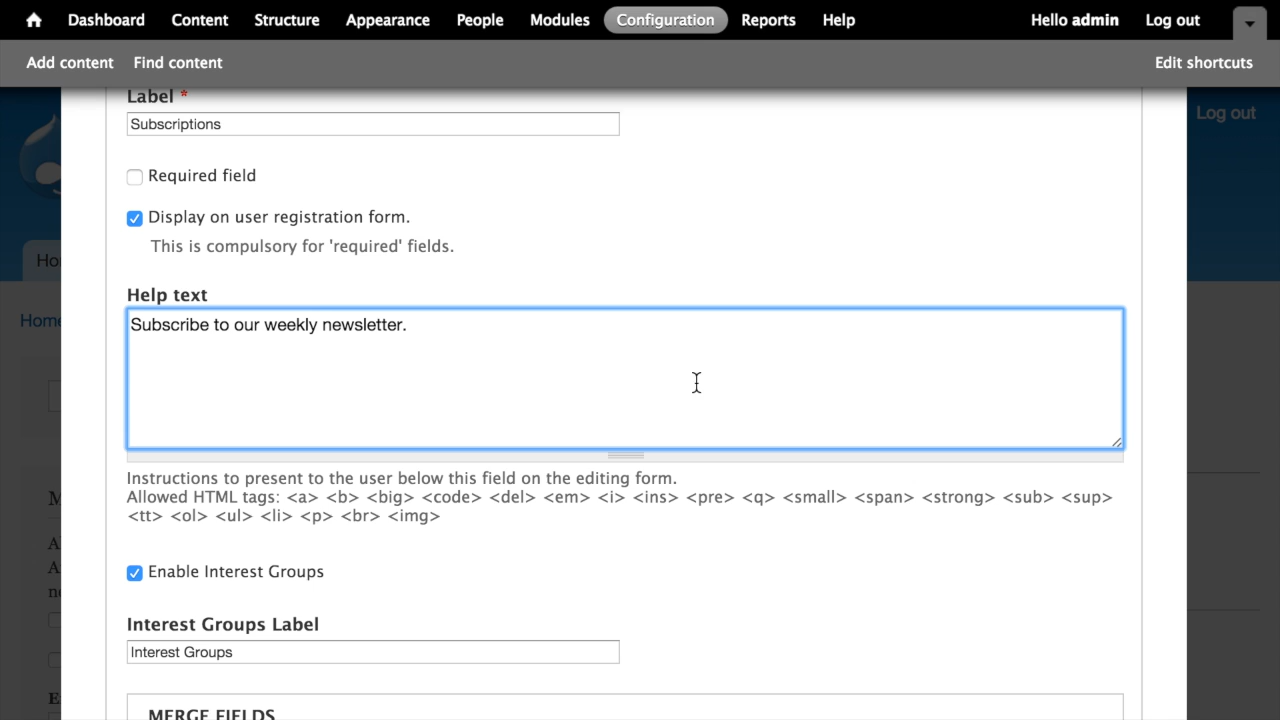 Dashboard Content Structure Appearance People Modules Configuration Reports Help Hello admin Log out
Add content Find content Edit shortcuts
Label *
Log out
Subscriptions
Required field
Display on user registration form.
This is compulsory for 'required' fields.
Help text
Home
Subscribe to our weekly newsletter.
Instructions to present to the user below this field on the editing form.
Allowed HTML tags: <a> <b> <big> <code> <del> <em> <i> <ins> <pre> <q> <small> <span> <strong> <sub> <sup>
<tt> <ol> <ul> <li> <p> <br> <img>
Enable Interest Groups
Interest Groups Label
Interest Groups
MERGE FIELDS